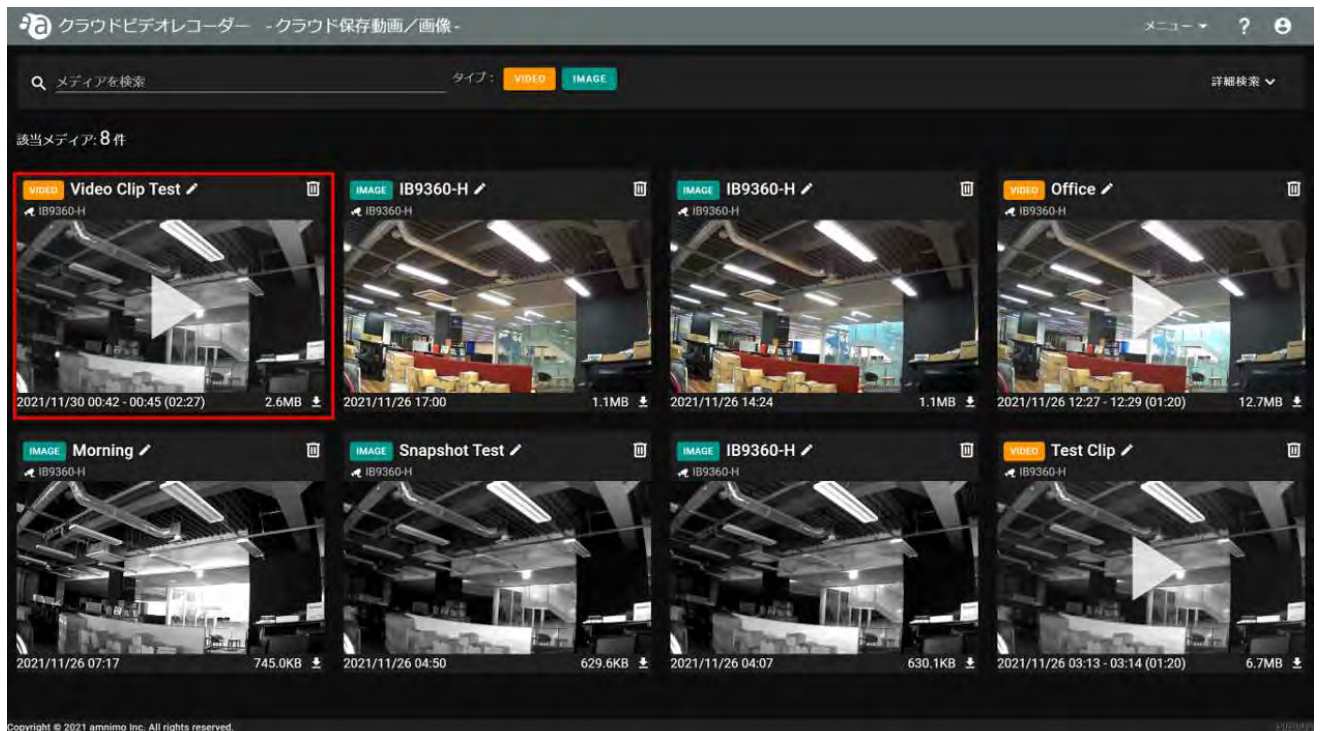 クラウドビデオレコーダー -クラウド保存動画／画像-
メニュー
?
メディアを検索
タイプ： VIDEO IMAGE
詳細検索
該当メディア: 8 件
VIDEO Video Clip Test
IB9360-H
2021/11/30 00:42 - 00:45 (02:27) 2.6MB
IMAGE IB9360-H
IB9360-H
2021/11/26 17:00 1.1MB
IMAGE IB9360-H
IB9360-H
2021/11/26 14:24 1.1MB
VIDEO Office
IB9360-H
2021/11/26 12:27 - 12:29 (01:20) 12.7MB
IMAGE Morning
IB9360-H
2021/11/26 07:17 745.0KB
IMAGE Snapshot Test
IB9360-H
2021/11/26 04:50 629.6KB
IMAGE IB9360-H
IB9360-H
2021/11/26 04:07 630.1KB
VIDEO Test Clip
IB9360-H
2021/11/26 03:13 - 03:14 (01:20) 6.7MB
Copyright © 2021 amnimo Inc. All rights reserved.